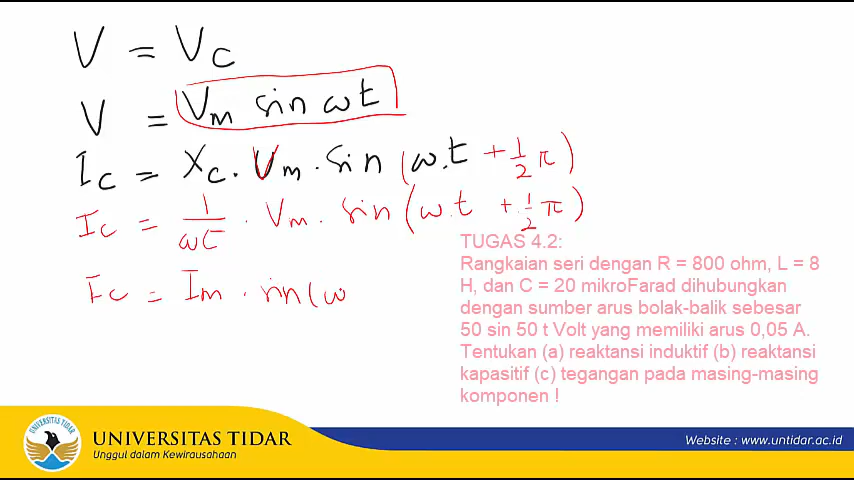 V = V_C
V = V_m sin ωt
I_C = X_C . V_m . sin (ω.t + 1/2 π)
I_C = 1/ωC . V_m . sin (ω.t + 1/2 π)
I_C = I_m . sin (ω
TUGAS 4.2:
Rangkaian seri dengan R = 800 ohm, L = 8
H, dan C = 20 mikroFarad dihubungkan
dengan sumber arus bolak-balik sebesar
50 sin 50 t Volt yang memiliki arus 0,05 A.
Tentukan (a) reaktansi induktif (b) reaktansi
kapasitif (c) tegangan pada masing-masing
komponen !
UNIVERSITAS TIDAR
Unggul dalam Kewirausahaan
Website : www.untidar.ac.id